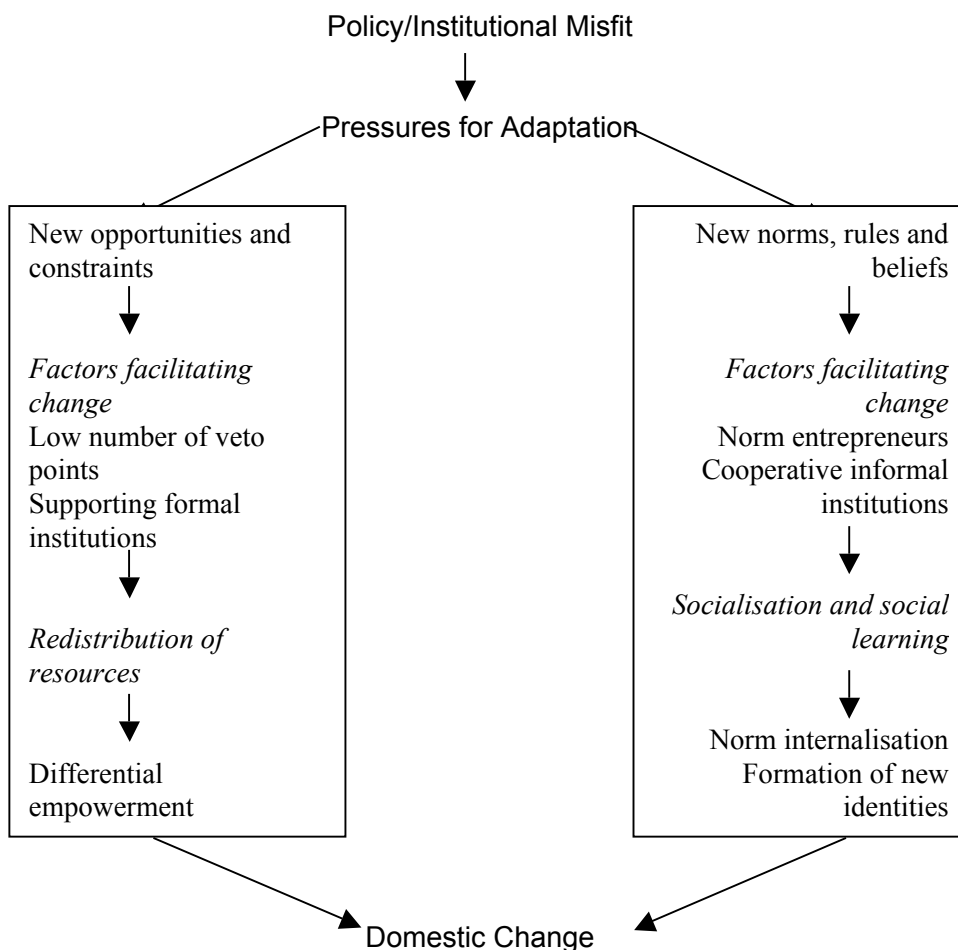 Policy/Institutional Misfit
Pressures for Adaptation
New opportunities and
constraints
Factors facilitating
change
Low number of veto
points
Supporting formal
institutions
Redistribution of
resources
Differential
empowerment
New norms, rules and
beliefs
Factors facilitating
change
Norm entrepreneurs
Cooperative informal
institutions
Socialisation and social
learning
Norm internalisation
Formation of new
identities
Domestic Change